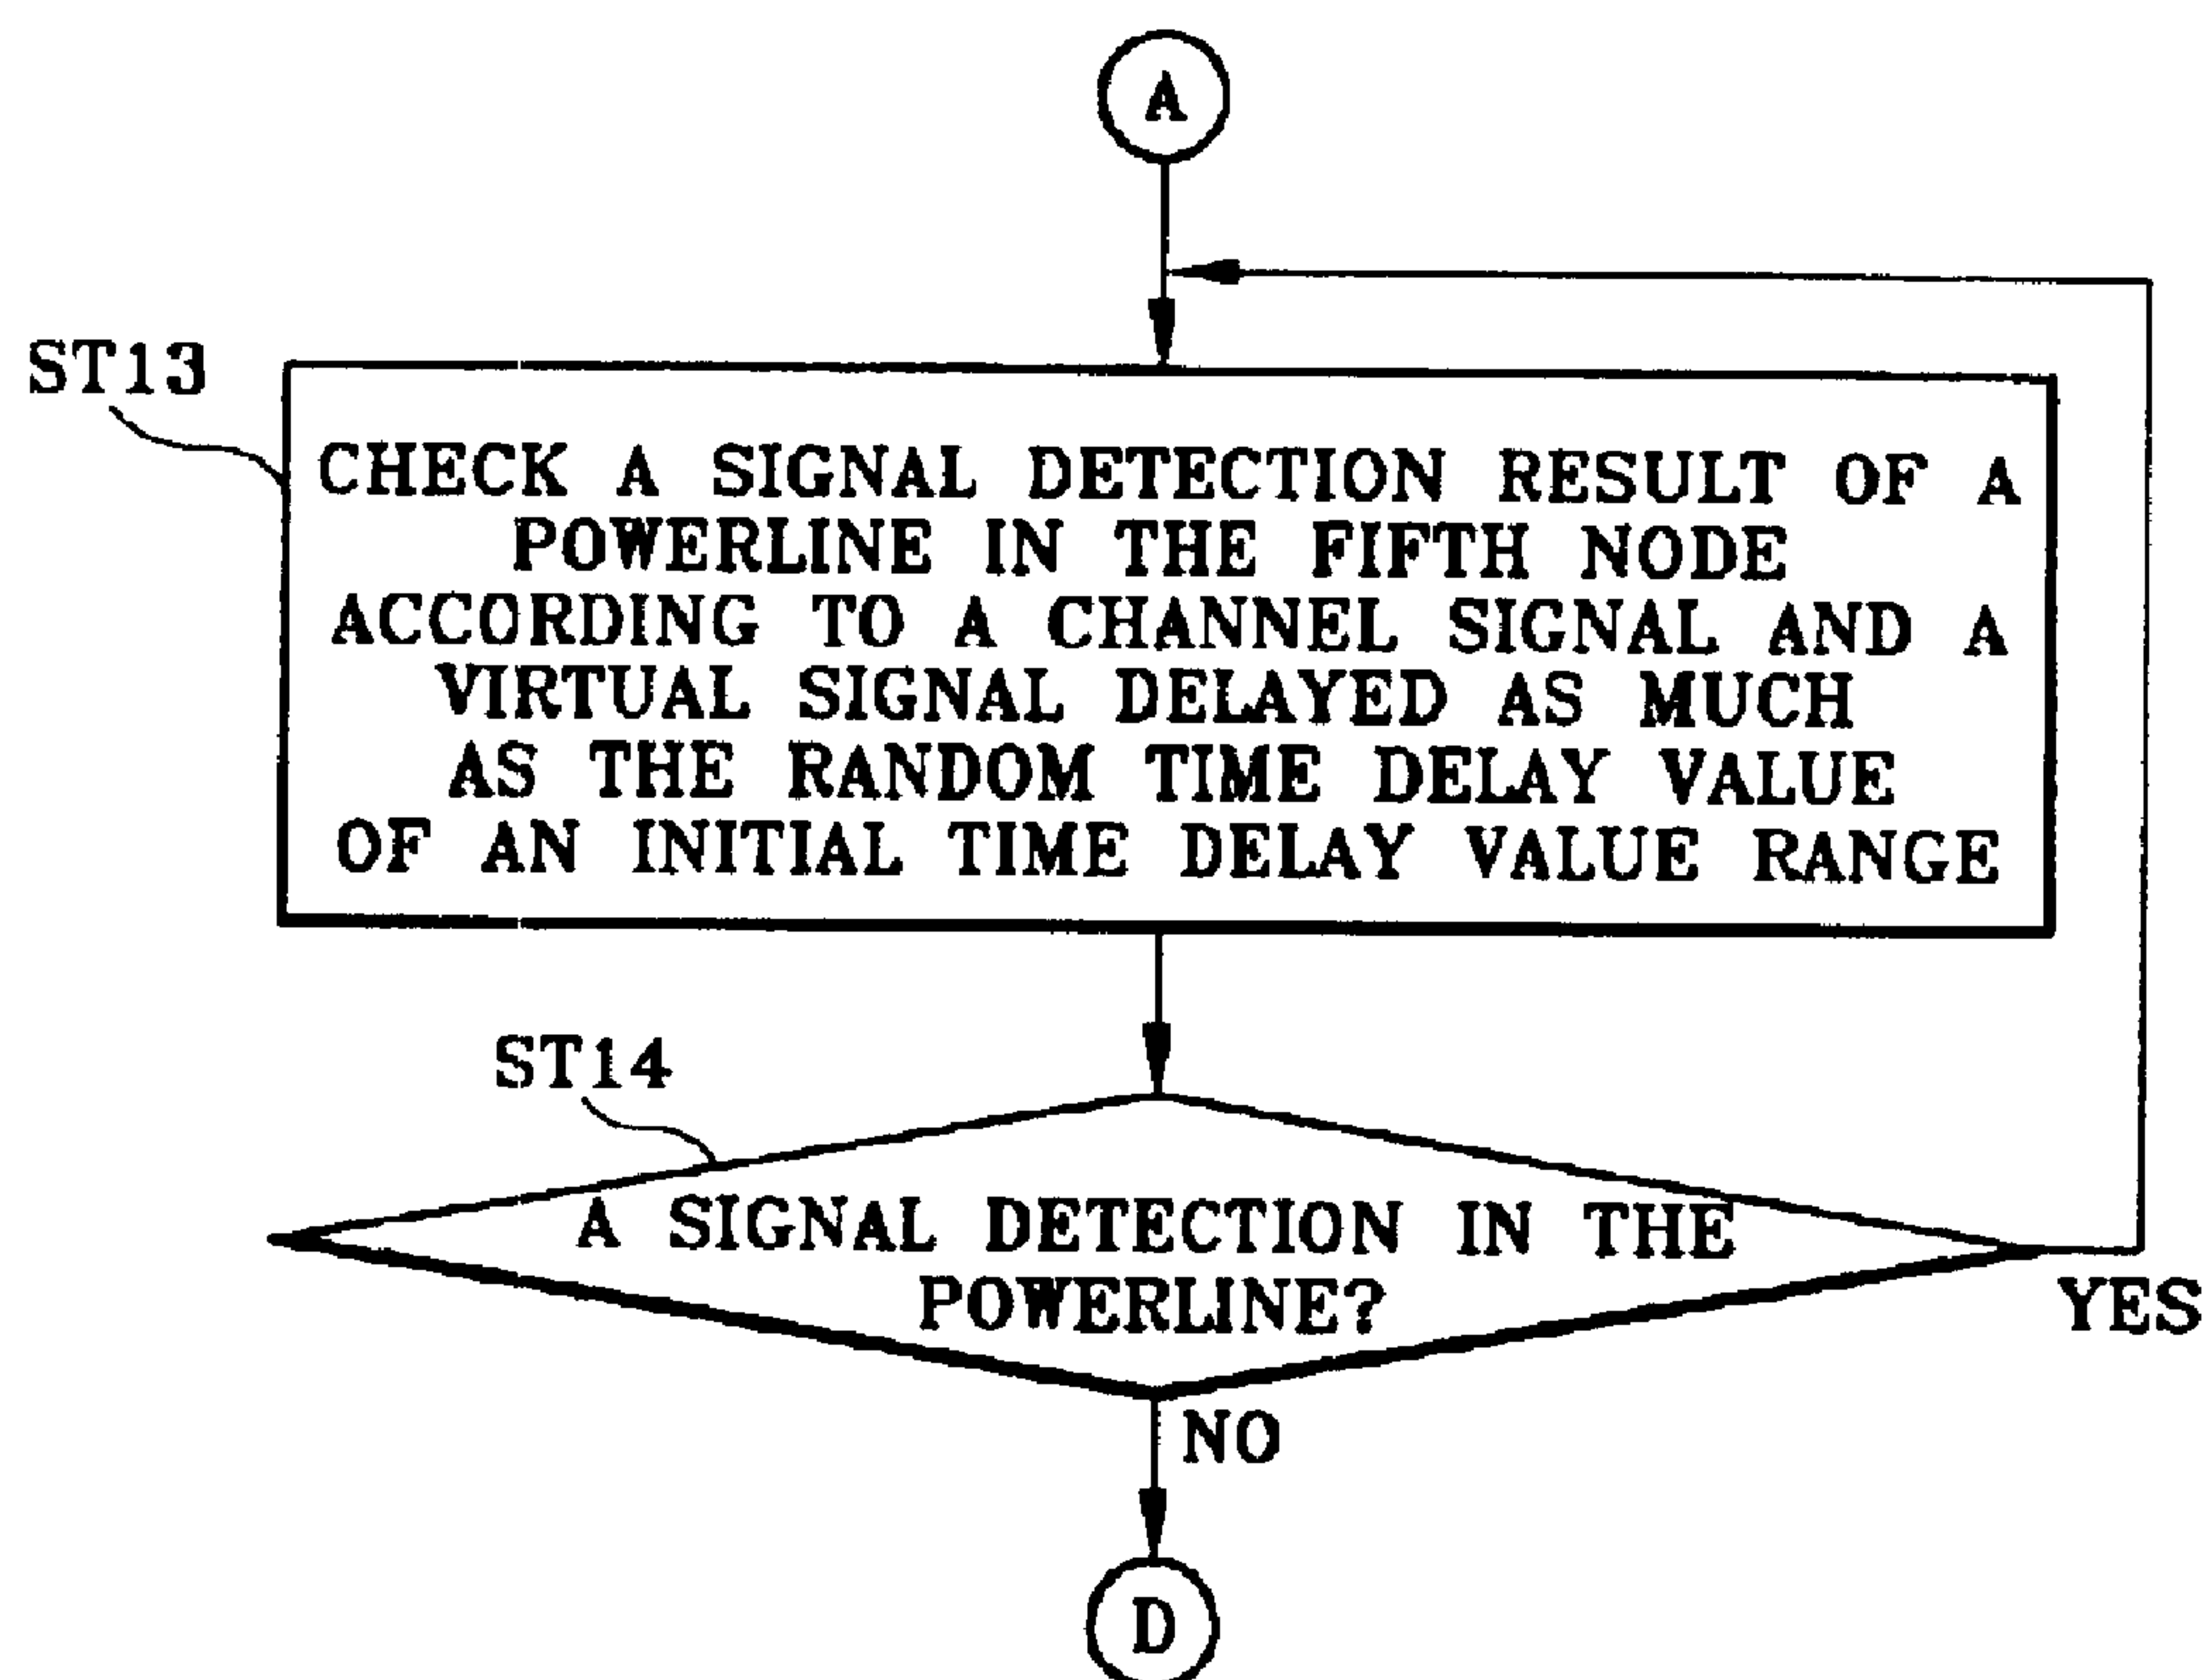 A
ST13
CHECK A SIGNAL DETECTION RESULT OF A
POWERLINE IN THE FIFTH NODE
ACCORDING TO A CHANNEL SIGNAL AND A
VIRTUAL SIGNAL DELAYED AS MUCH
AS THE RANDOM TIME DELAY VALUE
OF AN INITIAL TIME DELAY VALUE RANGE
ST14
A SIGNAL DETECTION IN THE
POWERLINE?
YES
NO
D